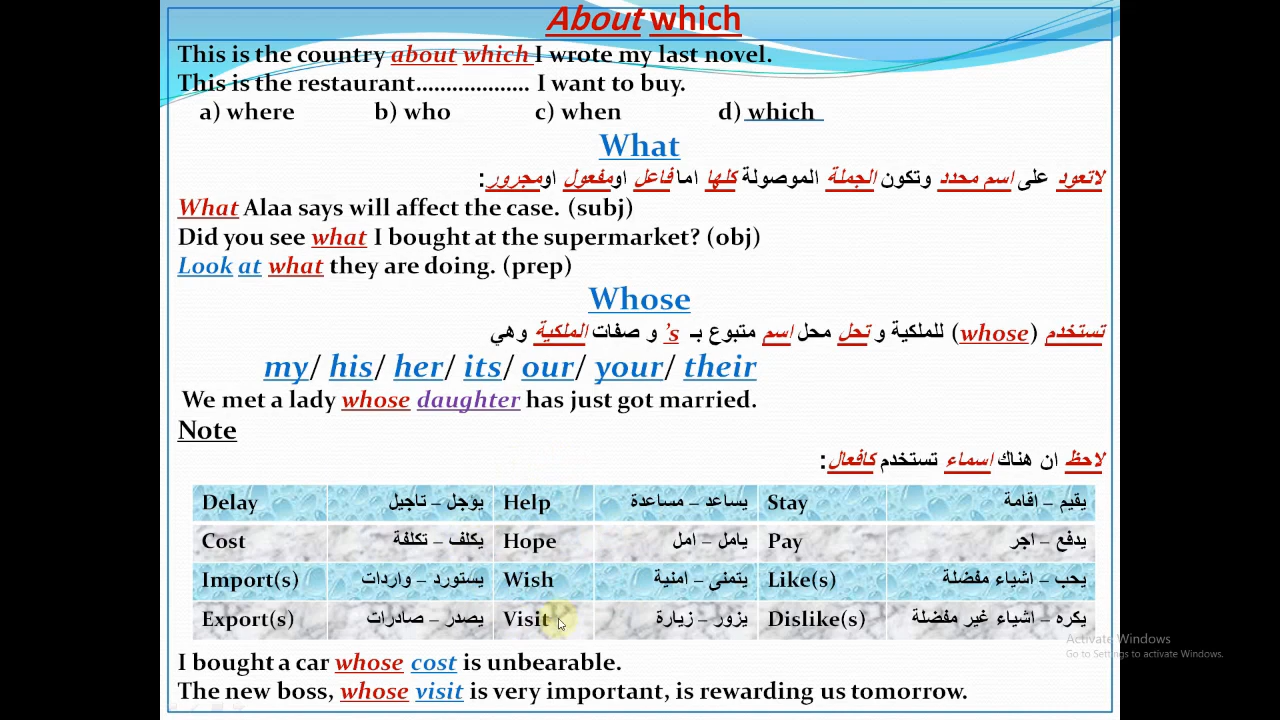 About which
This is the country about which I wrote my last novel.
This is the restaurant................... I want to buy.
a) where b) who c) when d) which
What
لاتعود على اسم محدد وتكون الجملة الموصولة كلها اما فاعل اومفعول اومجرور:
What Alaa says will affect the case. (subj)
Did you see what I bought at the supermarket? (obj)
Look at what they are doing. (prep)
Whose
تستخدم (whose) للملكية و تحل محل اسم متبوع بـ 's و صفات الملكية وهي
my/ his/ her/ its/ our/ your/ their
We met a lady whose daughter has just got married.
Note
لاحظ ان هناك اسماء تستخدم كافعال:
Delay يؤجل – تاجيل Help يساعد – مساعدة Stay يقيم – اقامة
Cost يكلف – تكلفة Hope يامل – امل Pay يدفع – اجر
Import(s) يستورد – واردات Wish يتمنى – امنية Like(s) يحب – اشياء مفضلة
Export(s) يصدر – صادرات Visit يزور – زيارة Dislike(s) يكره – اشياء غير مفضلة
I bought a car whose cost is unbearable.
The new boss, whose visit is very important, is rewarding us tomorrow.
Activate Windows
Go to Settings to activate Windows.